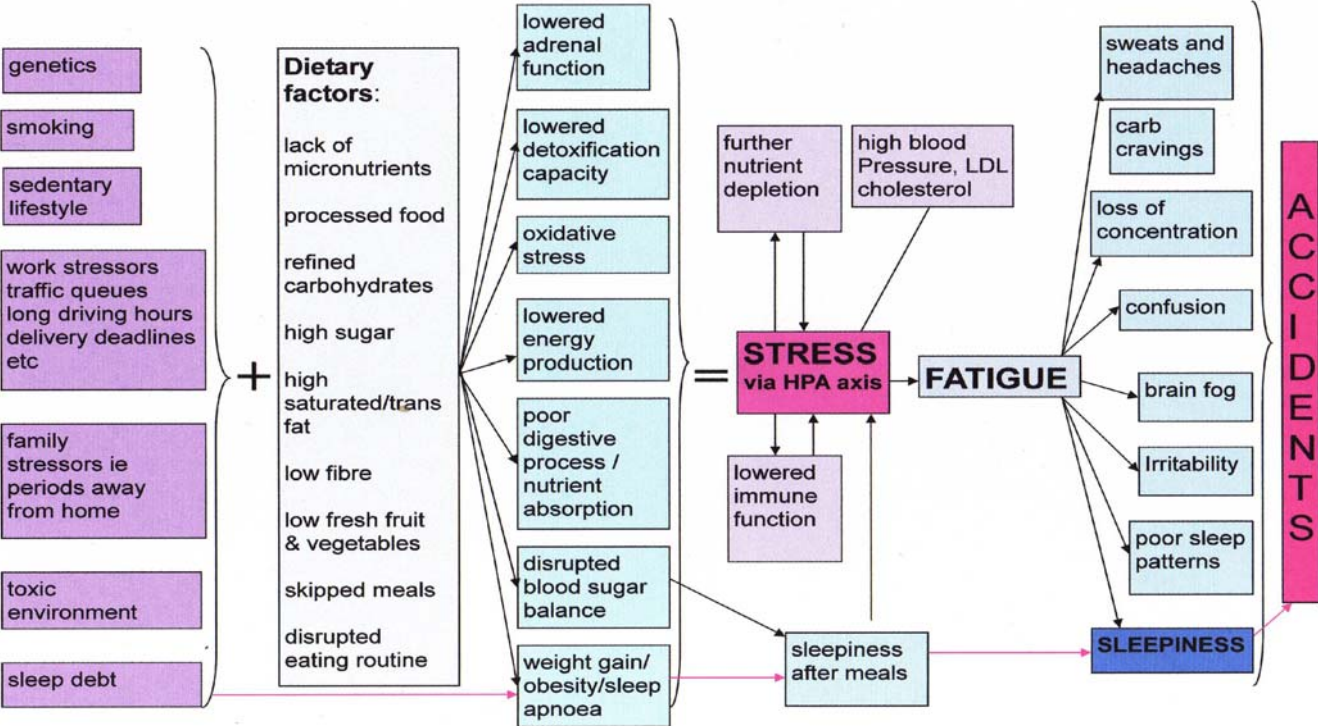 genetics
smoking
sedentary
lifestyle
work stressors
traffic queues
long driving hours
delivery deadlines
etc
family
stressors ie
periods away
from home
toxic
environment
sleep debt
+
Dietary
factors:
lack of
micronutrients
processed food
refined
carbohydrates
high sugar
high
saturated/trans
fat
low fibre
low fresh fruit
& vegetables
skipped meals
disrupted
eating routine
lowered
adrenal
function
lowered
detoxification
capacity
oxidative
stress
lowered
energy
production
poor
digestive
process /
nutrient
absorption
disrupted
blood sugar
balance
weight gain/
obesity/sleep
apnoea
=
further
nutrient
depletion
high blood
Pressure, LDL
cholesterol
STRESS
via HPA axis
lowered
immune
function
sleepiness
after meals
FATIGUE
sweats and
headaches
carb
cravings
loss of
concentration
confusion
brain fog
Irritability
poor sleep
patterns
SLEEPINESS
ACCIDENTS